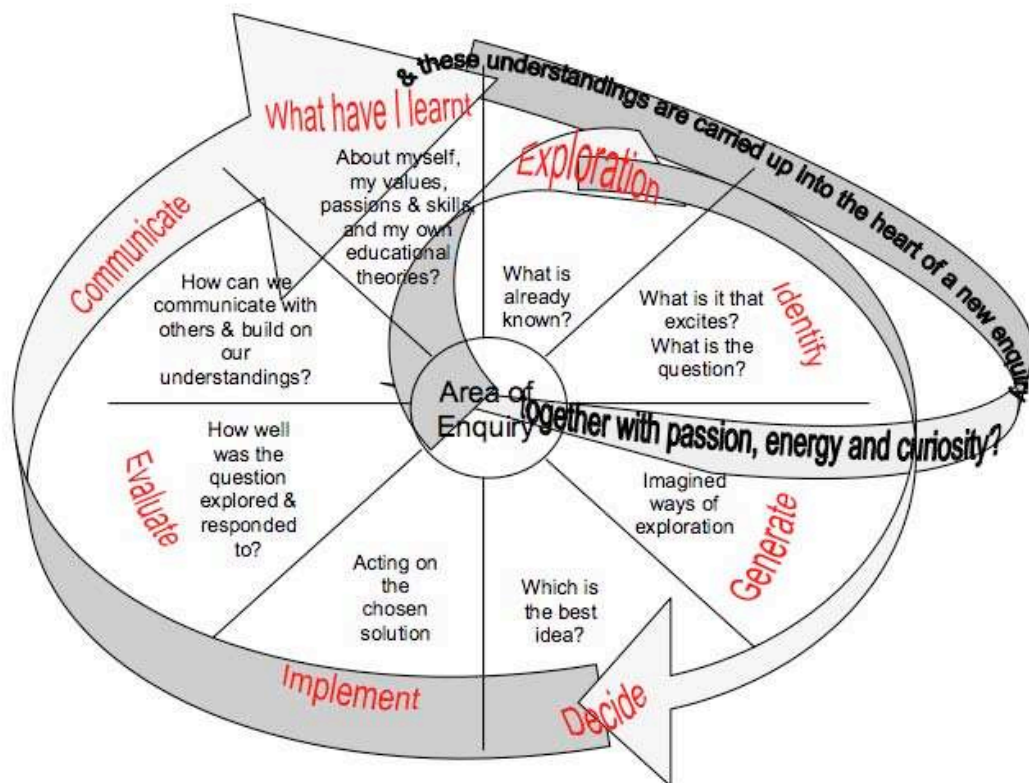 & these understandings are carried up into the heart of a new enquiry,
together with passion, energy and curiosity?
What have I learnt
About myself,
my values,
passions & skills,
and my own
educational
theories?
Exploration
What is
already
known?
Identify
What is it that
excites?
What is the
question?
Generate
Imagined
ways of
exploration
Decide
Which is
the best
idea?
Implement
Acting on
the
chosen
solution
Evaluate
How well
was the
question
explored &
responded
to?
Communicate
How can we
communicate with
others & build on
our
understandings?
Area of
Enquiry